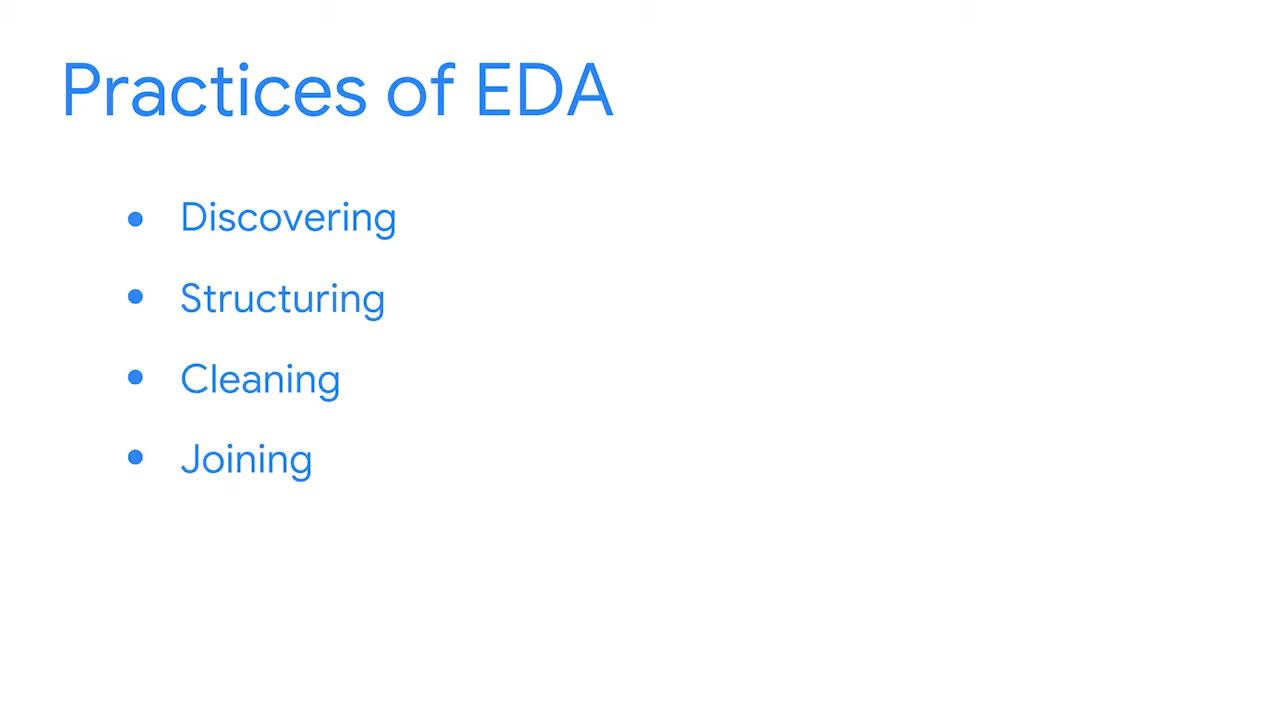 Practices of EDA
• Discovering
• Structuring
• Cleaning
• Joining